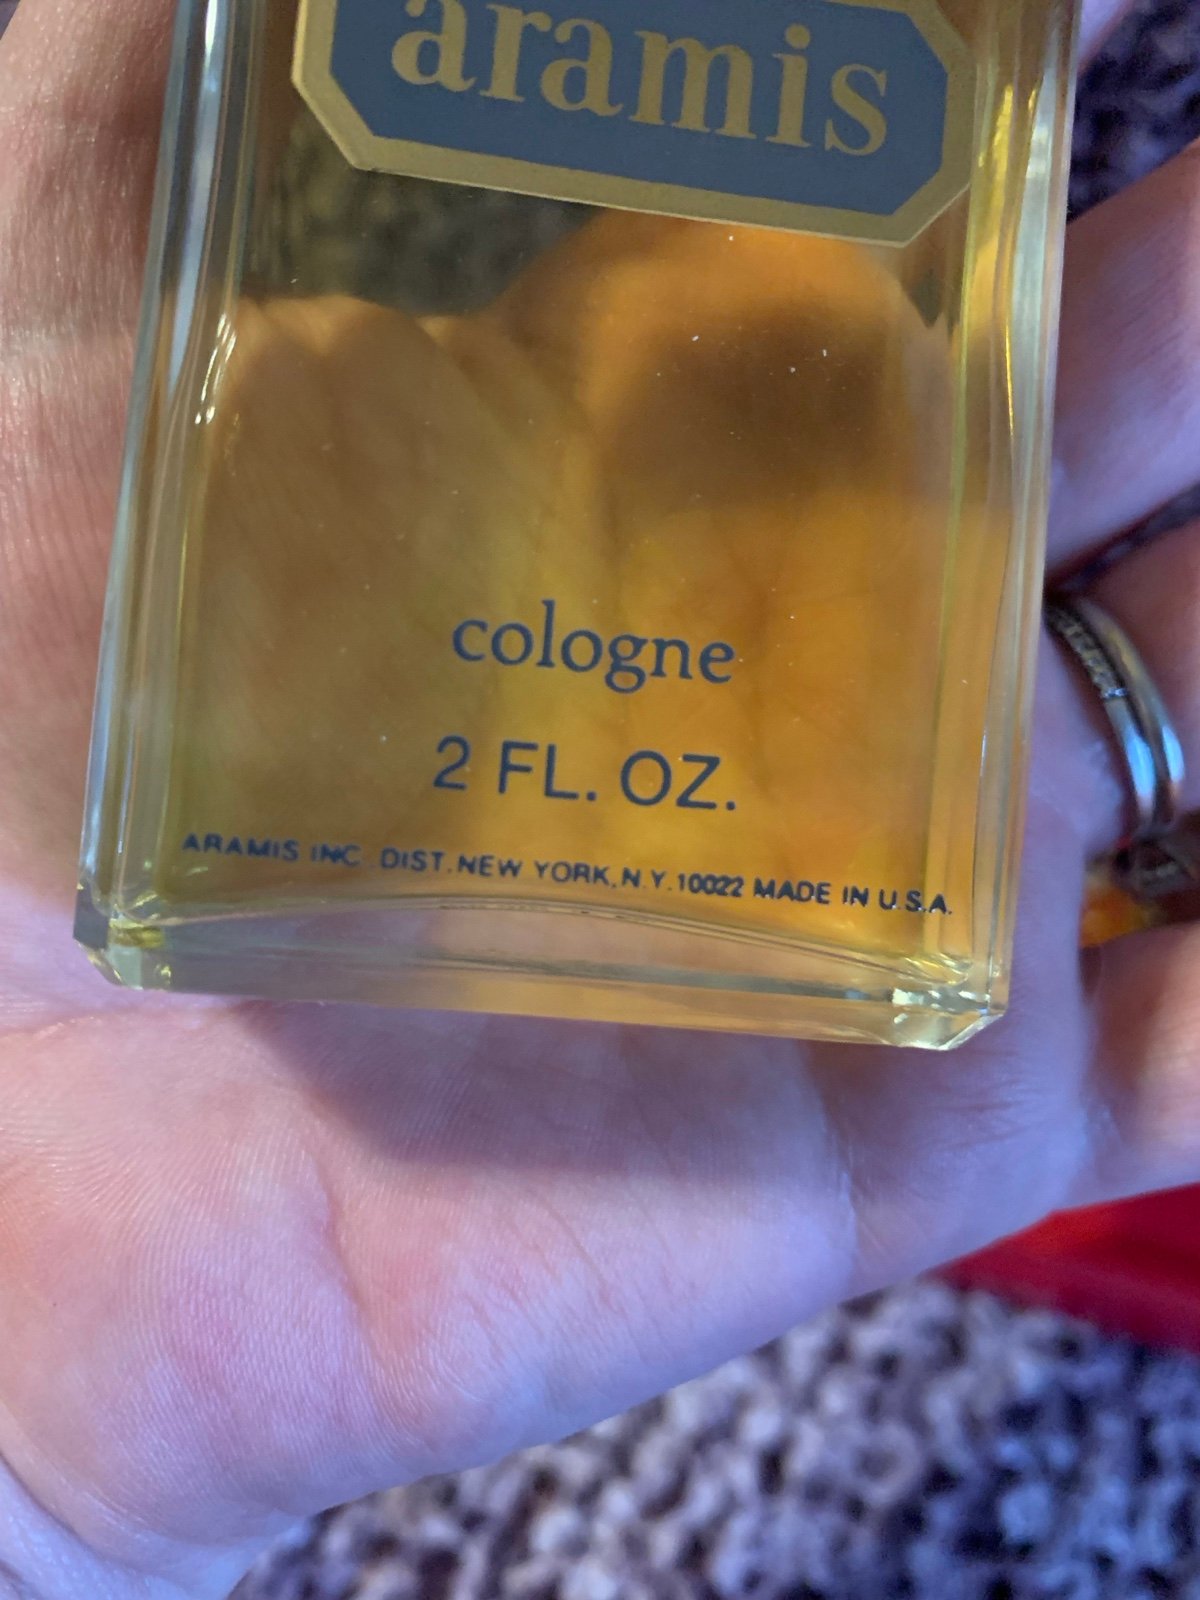 aramis
cologne
2 FL. OZ.
ARAMIS INC. DIST. NEW YORK, N.Y. 10022 MADE IN U.S.A.